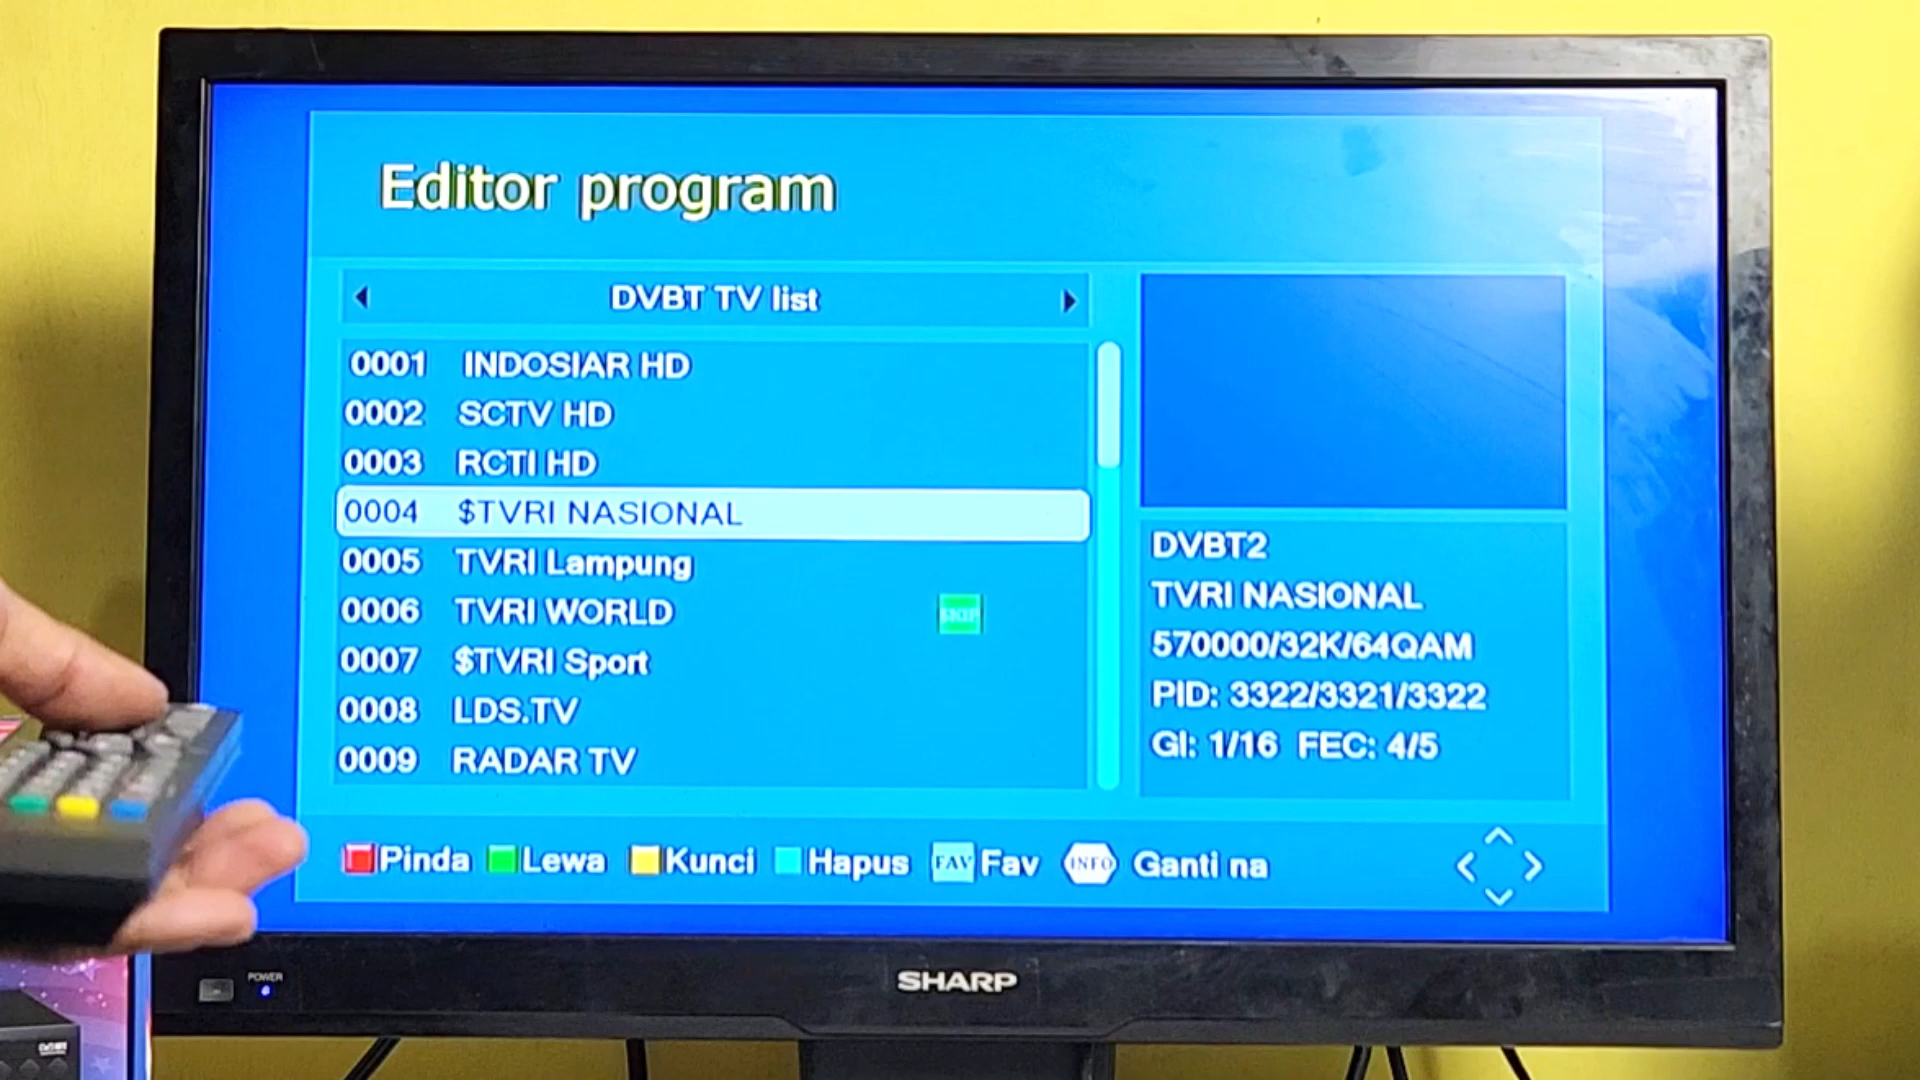 Editor program
DVBT TV list
0001 INDOSIAR HD
0002 SCTV HD
0003 RCTI HD
0004 $TVRI NASIONAL
0005 TVRI Lampung
0006 TVRI WORLD SKIP
0007 $TVRI Sport
0008 LDS.TV
0009 RADAR TV
DVBT2
TVRI NASIONAL
570000/32K/64QAM
PID: 3322/3321/3322
GI: 1/16 FEC: 4/5
Pinda Lewa Kunci Hapus FAV Fav INFO Ganti na
POWER
SHARP